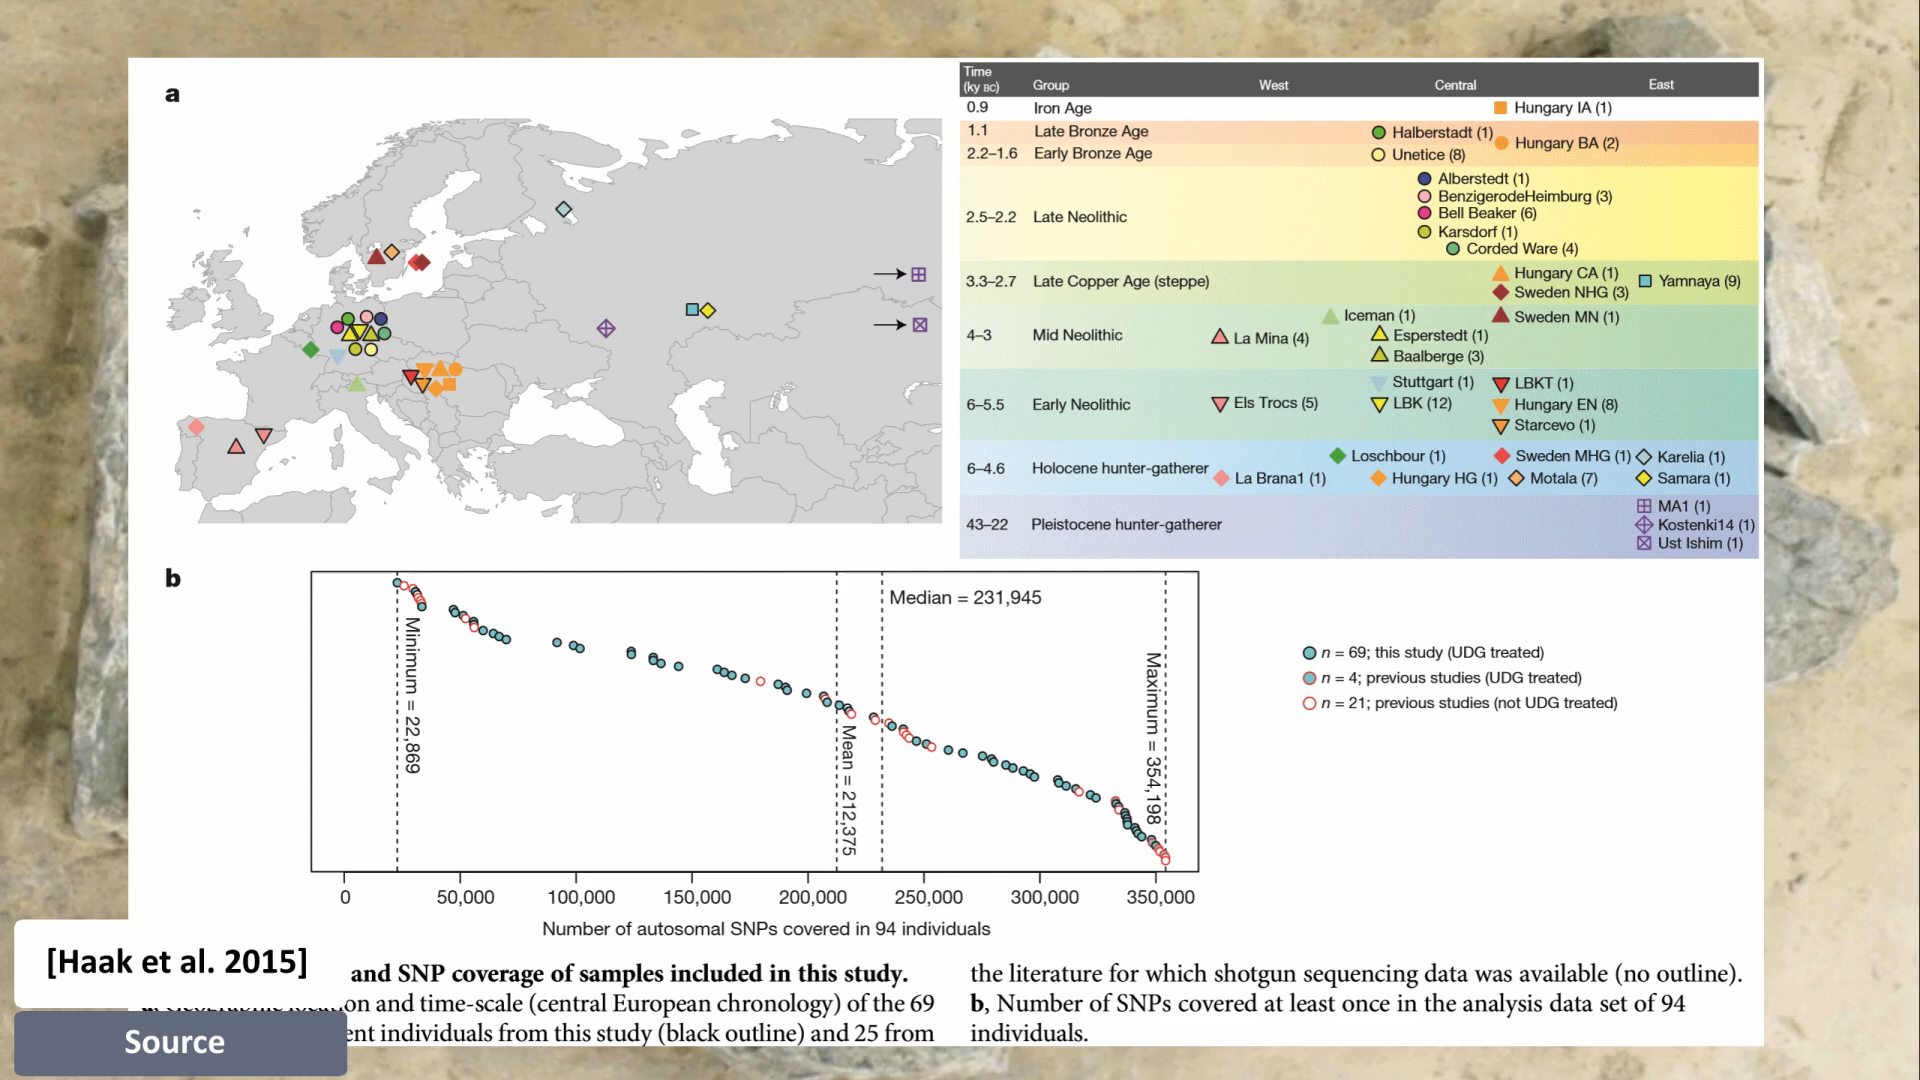 a
Time
(ky BC) Group West Central East
0.9 Iron Age Hungary IA (1)
1.1 Late Bronze Age Halberstadt (1)
Hungary BA (2)
2.2–1.6 Early Bronze Age Unetice (8)
Alberstedt (1)
BenzigerodeHeimburg (3)
2.5–2.2 Late Neolithic Bell Beaker (6)
Karsdorf (1)
Corded Ware (4)
Hungary CA (1)
3.3–2.7 Late Copper Age (steppe) Yamnaya (9)
Sweden NHG (3)
Iceman (1) Sweden MN (1)
4–3 Mid Neolithic La Mina (4) Esperstedt (1)
Baalberge (3)
Stuttgart (1) LBKT (1)
6–5.5 Early Neolithic Els Trocs (5) LBK (12) Hungary EN (8)
Starcevo (1)
Loschbour (1) Sweden MHG (1) Karelia (1)
6–4.6 Holocene hunter-gatherer
La Brana1 (1) Hungary HG (1) Motala (7) Samara (1)
MA1 (1)
43–22 Pleistocene hunter-gatherer Kostenki14 (1)
Ust Ishim (1)
b
Minimum = 22,869
Mean = 212,375
Median = 231,945
Maximum = 354,198
n = 69; this study (UDG treated)
n = 4; previous studies (UDG treated)
n = 21; previous studies (not UDG treated)
0 50,000 100,000 150,000 200,000 250,000 300,000 350,000
Number of autosomal SNPs covered in 94 individuals
[Haak et al. 2015]
Source
and SNP coverage of samples included in this study.
on and time-scale (central European chronology) of the 69
ent individuals from this study (black outline) and 25 from
the literature for which shotgun sequencing data was available (no outline).
b, Number of SNPs covered at least once in the analysis data set of 94
individuals.